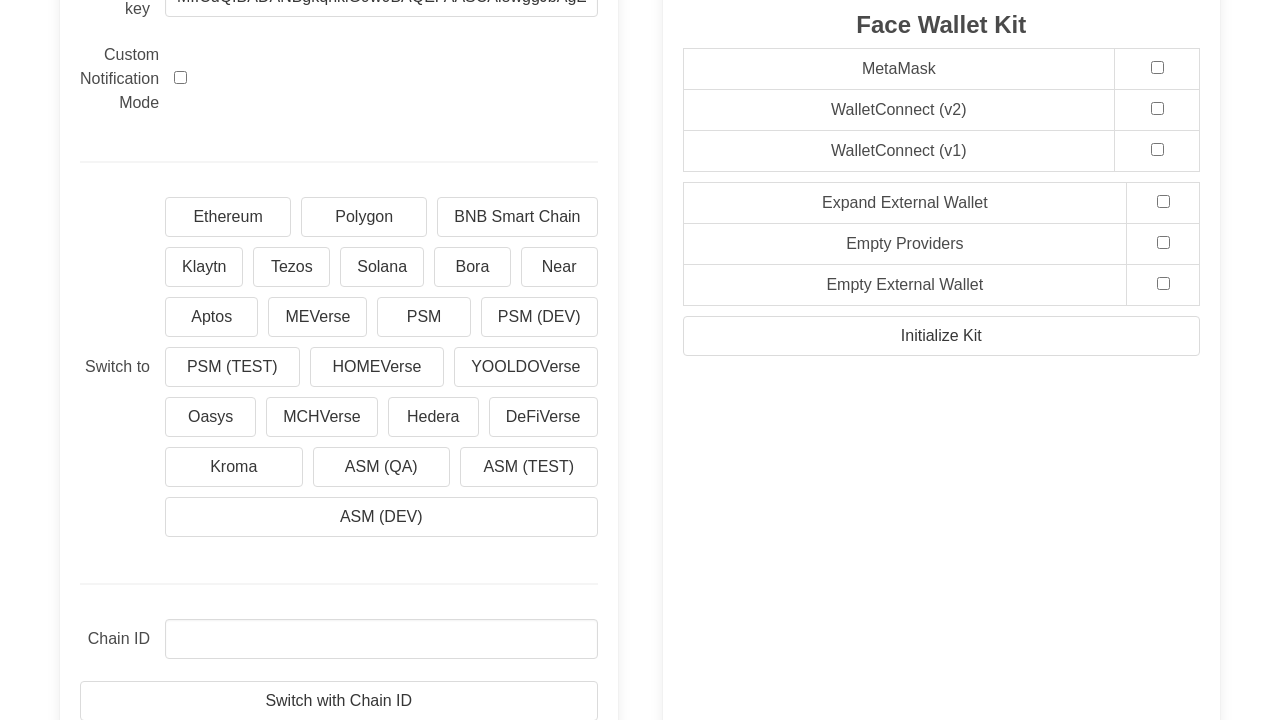 key
Custom
Notification
Mode
Ethereum
Polygon
BNB Smart Chain
Klaytn
Tezos
Solana
Bora
Near
Aptos
MEVerse
PSM
PSM (DEV)
Switch to
PSM (TEST)
HOMEVerse
YOOLDOVerse
Oasys
MCHVerse
Hedera
DeFiVerse
Kroma
ASM (QA)
ASM (TEST)
ASM (DEV)
Chain ID
Switch with Chain ID
Face Wallet Kit
MetaMask
WalletConnect (v2)
WalletConnect (v1)
Expand External Wallet
Empty Providers
Empty External Wallet
Initialize Kit